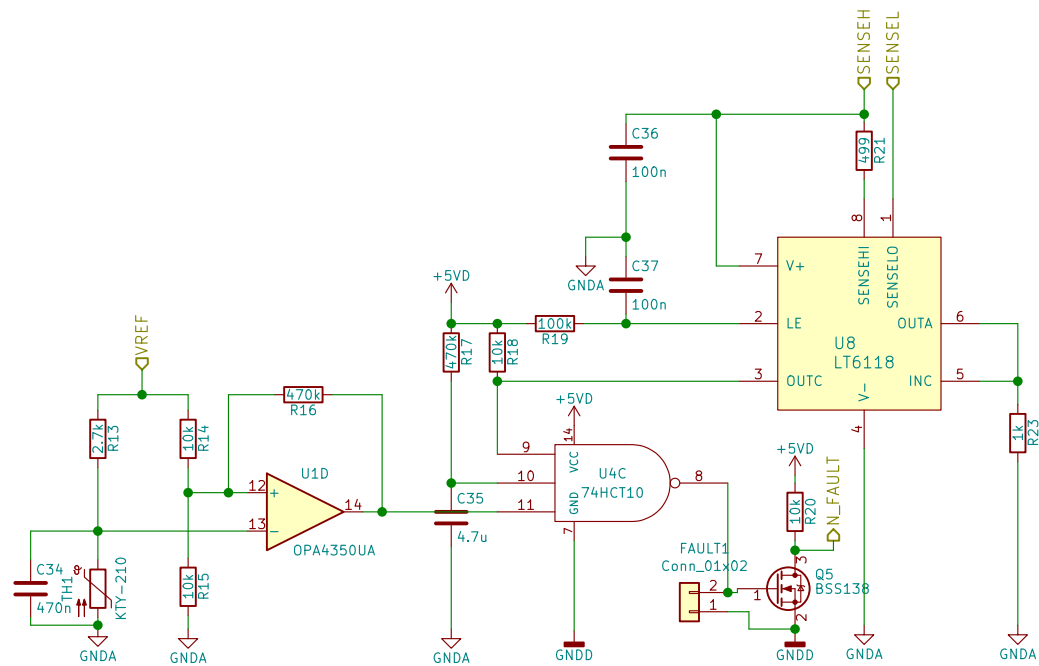 SENSEH
SENSEL
C36
100n
499
R21
8
1
SENSEHI
SENSELO
7
V+
C37
100n
GNDA
+5VD
2
LE
OUTA
6
100k
R19
470k
R17
10k
R18
U8
LT6118
3
OUTC
INC
5
V-
4
1k
R23
VREF
470k
R16
2.7k
R13
10k
R14
+5VD
14
VCC
9
10
11
GND
7
U4C
74HCT10
8
U1D
12
+
13
−
14
OPA4350UA
C35
4.7u
+5VD
10k
R20
N_FAULT
FAULT1
Conn_01x02
2
1
3
1
2
Q5
BSS138
C34
470n
TH1
ϑ
KTY-210
10k
R15
GNDA
GNDA
GNDA
GNDD
GNDD
GNDA
GNDA